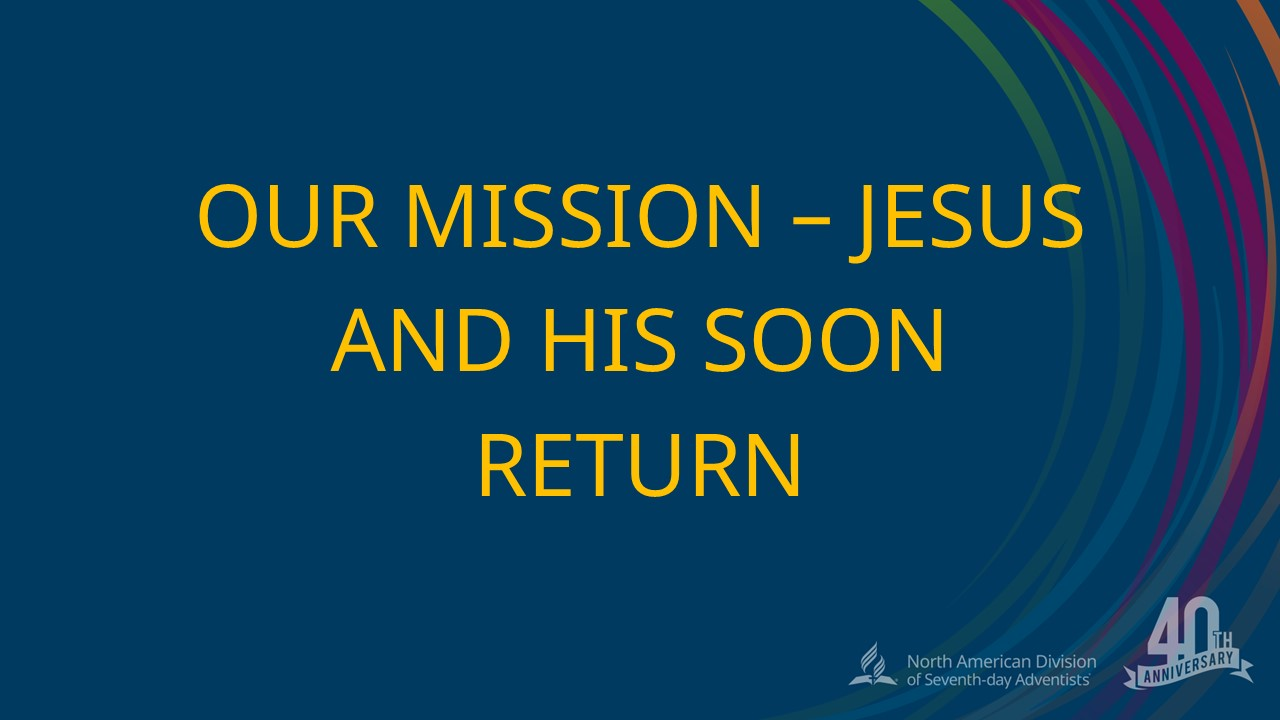 OUR MISSION – JESUS
AND HIS SOON
RETURN
North American Division
of Seventh-day Adventists
40TH
ANNIVERSARY